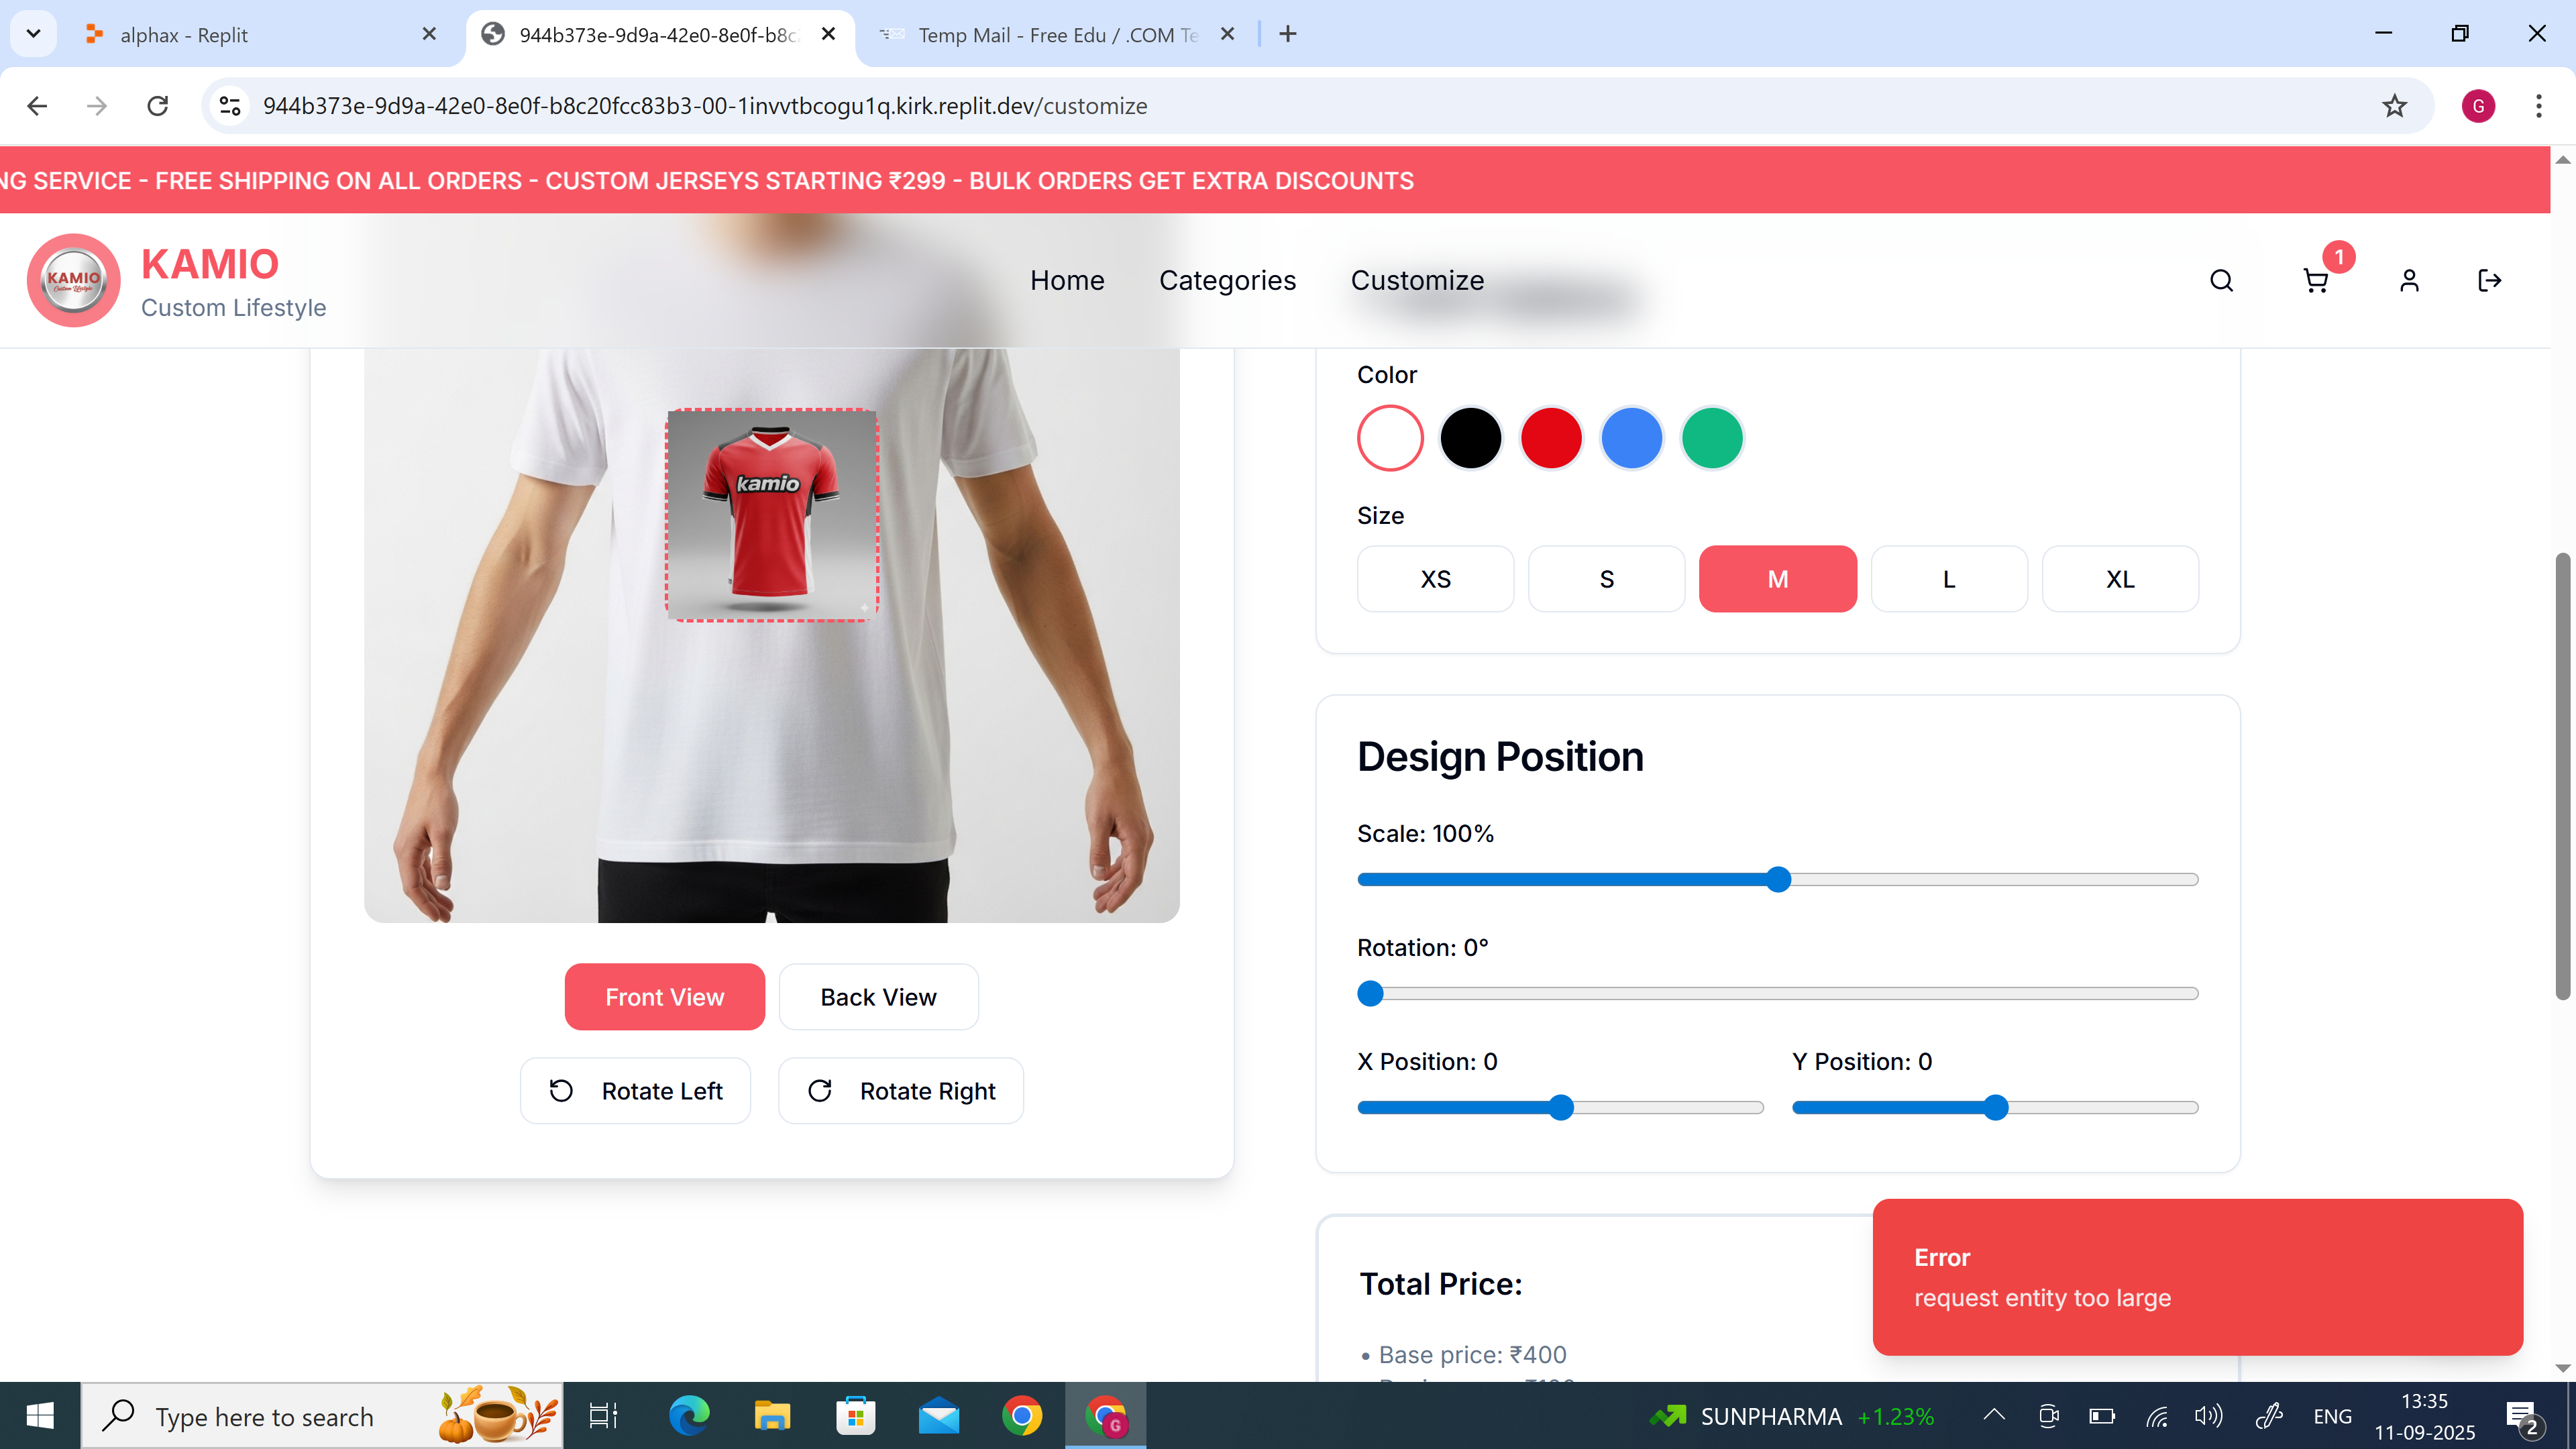 alphax - Replit
944b373e-9d9a-42e0-8e0f-b8c
Temp Mail - Free Edu / .COM Te
944b373e-9d9a-42e0-8e0f-b8c20fcc83b3-00-1invvtbcogu1q.kirk.replit.dev/customize
G
NG SERVICE - FREE SHIPPING ON ALL ORDERS - CUSTOM JERSEYS STARTING ₹299 - BULK ORDERS GET EXTRA DISCOUNTS
KAMIO
Custom Lifestyle
KAMIO
Custom Lifestyle
Home
Categories
Customize
1
kamio
Front View
Back View
Rotate Left
Rotate Right
Color
Size
XS
S
M
L
XL
Design Position
Scale: 100%
Rotation: 0°
X Position: 0
Y Position: 0
Total Price:
• Base price: ₹400
Error
request entity too large
Type here to search
G
SUNPHARMA +1.23%
ENG
13:35
11-09-2025
2